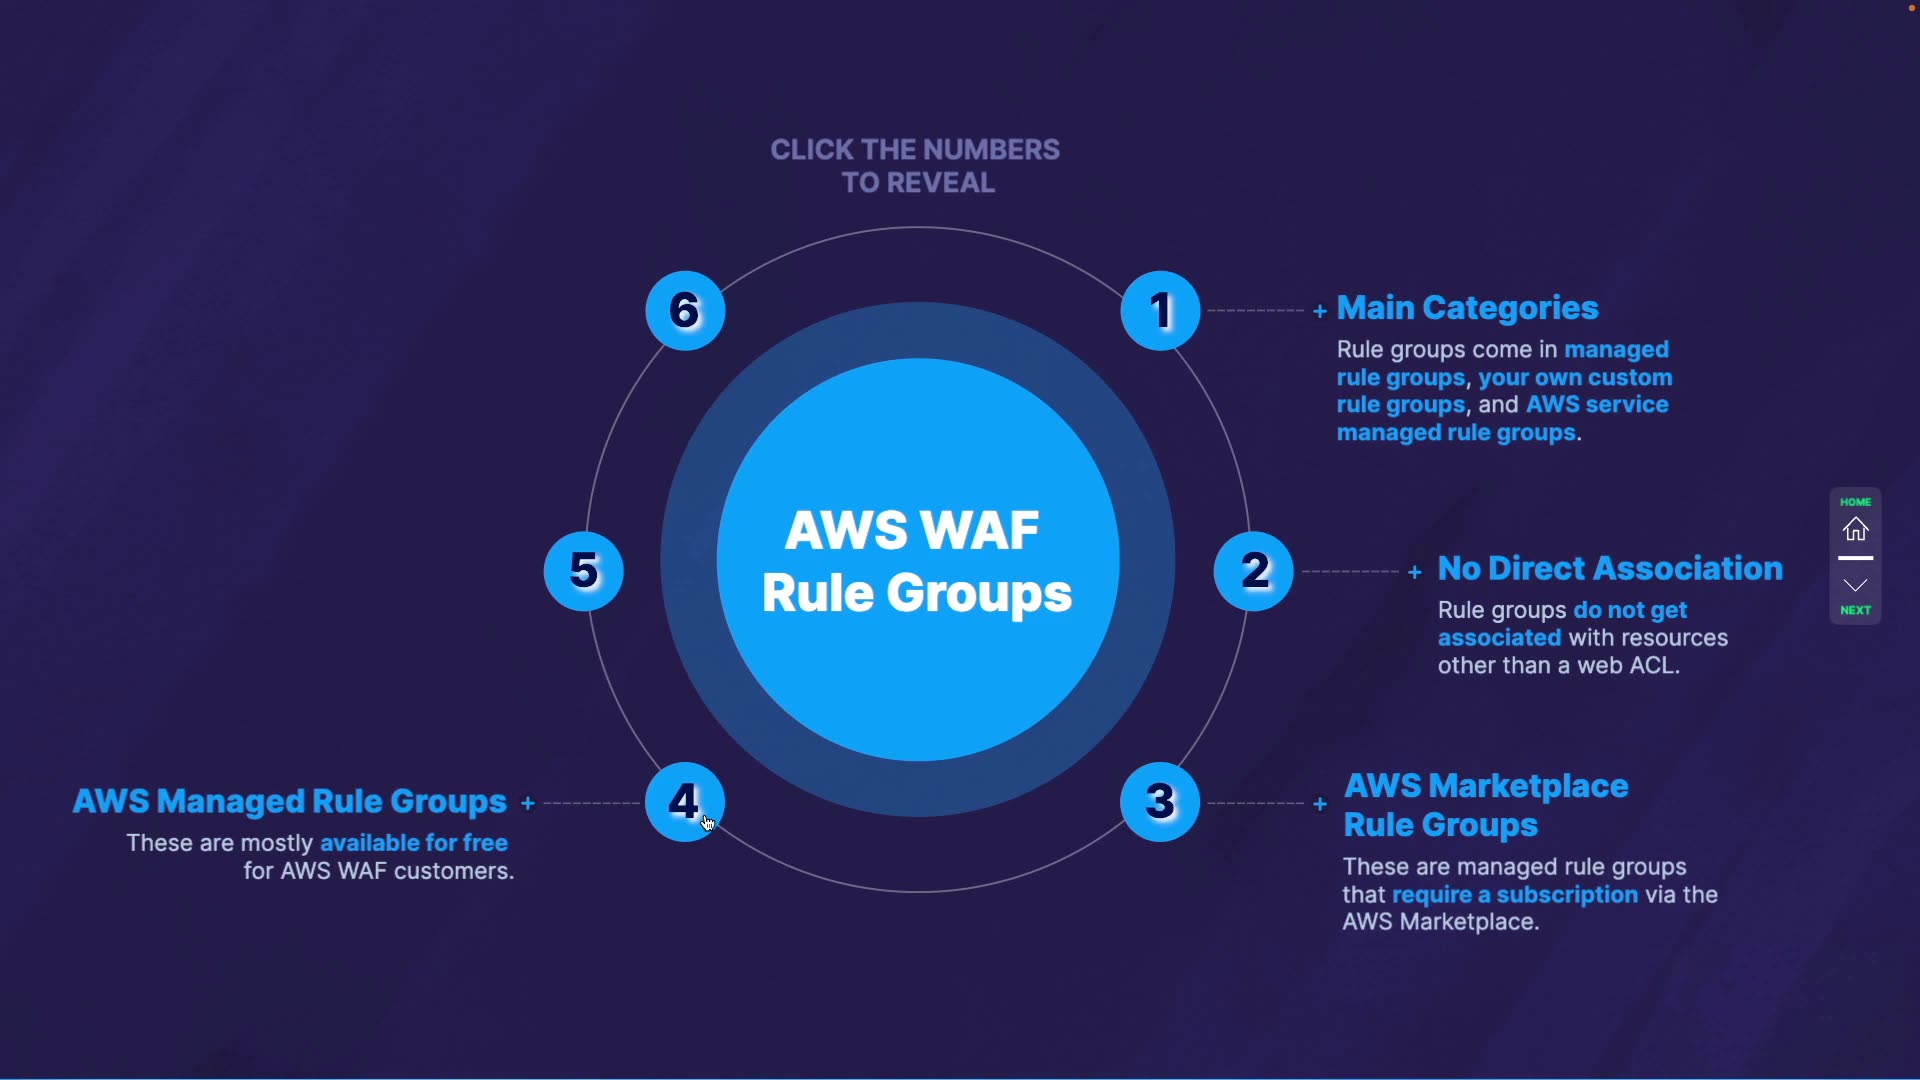 CLICK THE NUMBERS
TO REVEAL
6
1
+ Main Categories
Rule groups come in managed
rule groups, your own custom
rule groups, and AWS service
managed rule groups.
AWS WAF
Rule Groups
5
2
+ No Direct Association
Rule groups do not get
associated with resources
other than a web ACL.
HOME
NEXT
AWS Managed Rule Groups +
These are mostly available for free
for AWS WAF customers.
4
3
+ AWS Marketplace
Rule Groups
These are managed rule groups
that require a subscription via the
AWS Marketplace.